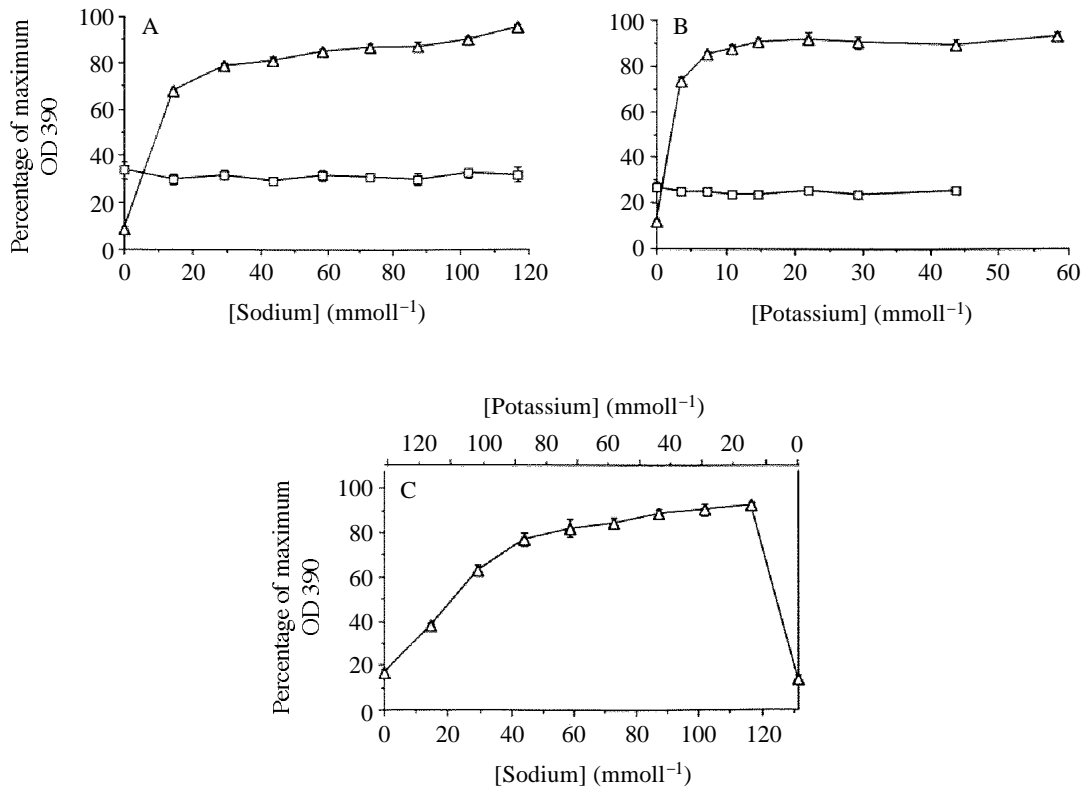 A
B
100
80
60
40
20
0
Percentage of maximum
OD 390
0 20 40 60 80 100 120
[Sodium] (mmoll⁻¹)
100
80
60
40
20
0
0 10 20 30 40 50 60
[Potassium] (mmoll⁻¹)
[Potassium] (mmoll⁻¹)
120 100 80 60 40 20 0
C
100
80
60
40
20
0
Percentage of maximum
OD 390
0 20 40 60 80 100 120
[Sodium] (mmoll⁻¹)